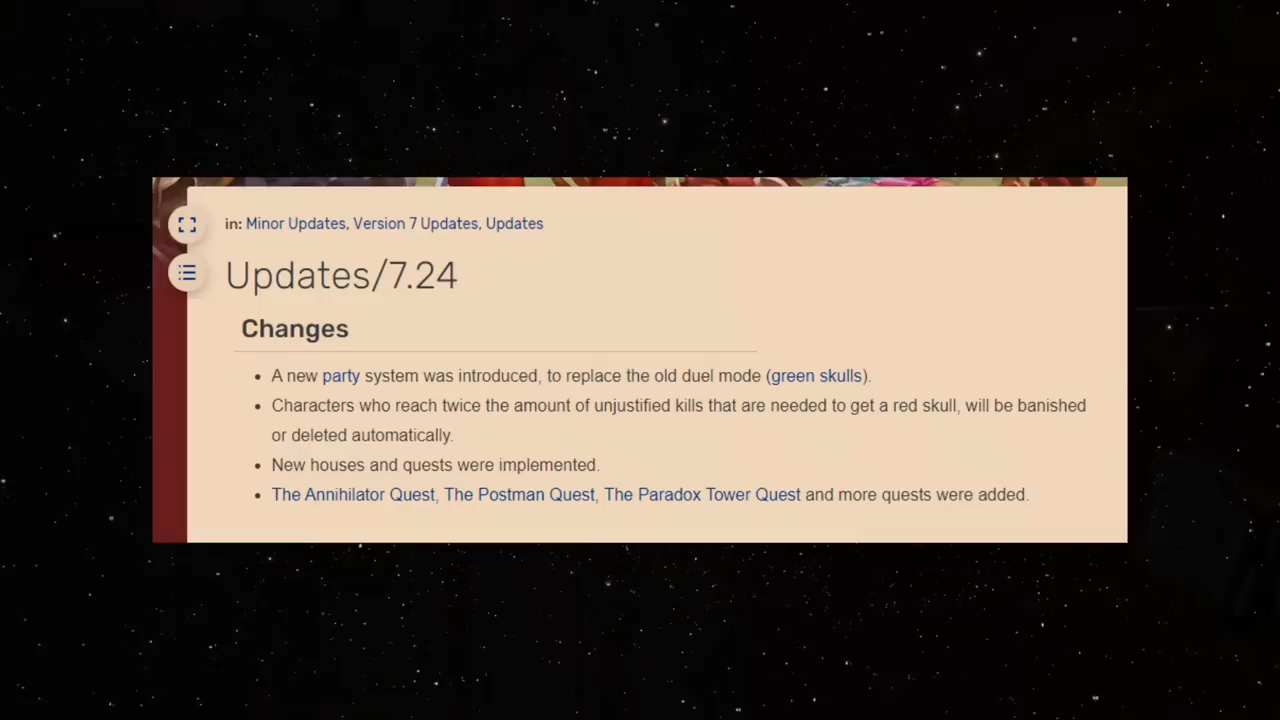 in: Minor Updates, Version 7 Updates, Updates
Updates/7.24
Changes
• A new party system was introduced, to replace the old duel mode (green skulls).
• Characters who reach twice the amount of unjustified kills that are needed to get a red skull, will be banished
or deleted automatically.
• New houses and quests were implemented.
• The Annihilator Quest, The Postman Quest, The Paradox Tower Quest and more quests were added.